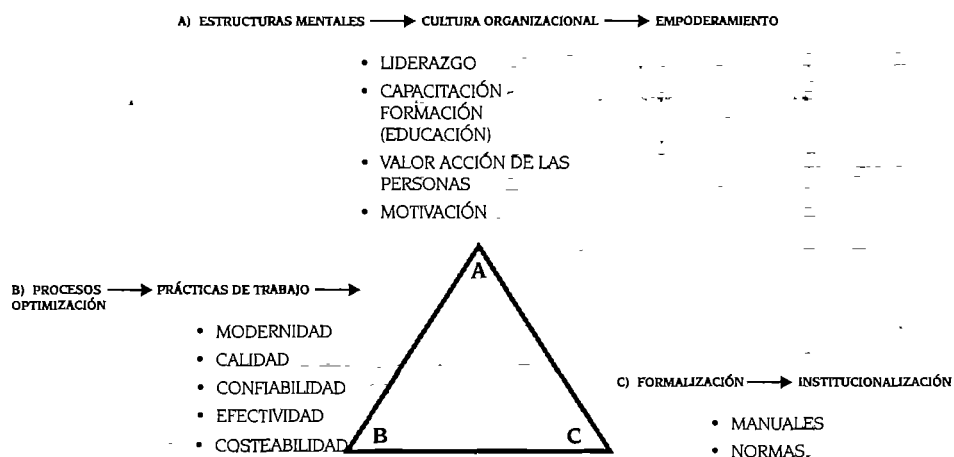 A) ESTRUCTURAS MENTALES → CULTURA ORGANIZACIONAL → EMPODERAMIENTO
• LIDERAZGO
• CAPACITACIÓN -
FORMACIÓN
(EDUCACIÓN)
• VALOR ACCIÓN DE LAS
PERSONAS
• MOTIVACIÓN
A
B) PROCESOS → PRÁCTICAS DE TRABAJO →
OPTIMIZACIÓN
• MODERNIDAD
• CALIDAD
• CONFIABILIDAD
• EFECTIVIDAD
• COSTEABILIDAD
B
C
C) FORMALIZACIÓN → INSTITUCIONALIZACIÓN
• MANUALES
• NORMAS